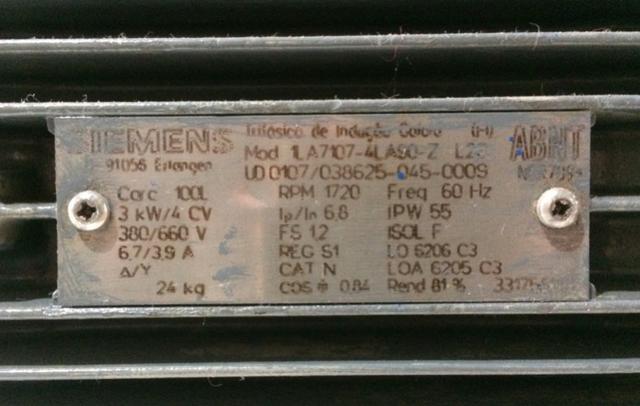 SIEMENS Trifásico de Indução Gaiola (H) ABNT
91056 Erlangen Mod 1LA7107-4LA90-Z
UD 0107/038625-045-0009
Carc 100L RPM 1720 Freq 60 Hz
3 kW/4 CV Ip/In 6,8 IPW 55
380/660 V FS 1,2 ISOL F
6,7/3,9 A REG S1 LO 6206 C3
Δ/Y CAT N LOA 6205 C3
24 kg COS φ 0,84 Rend 81 %